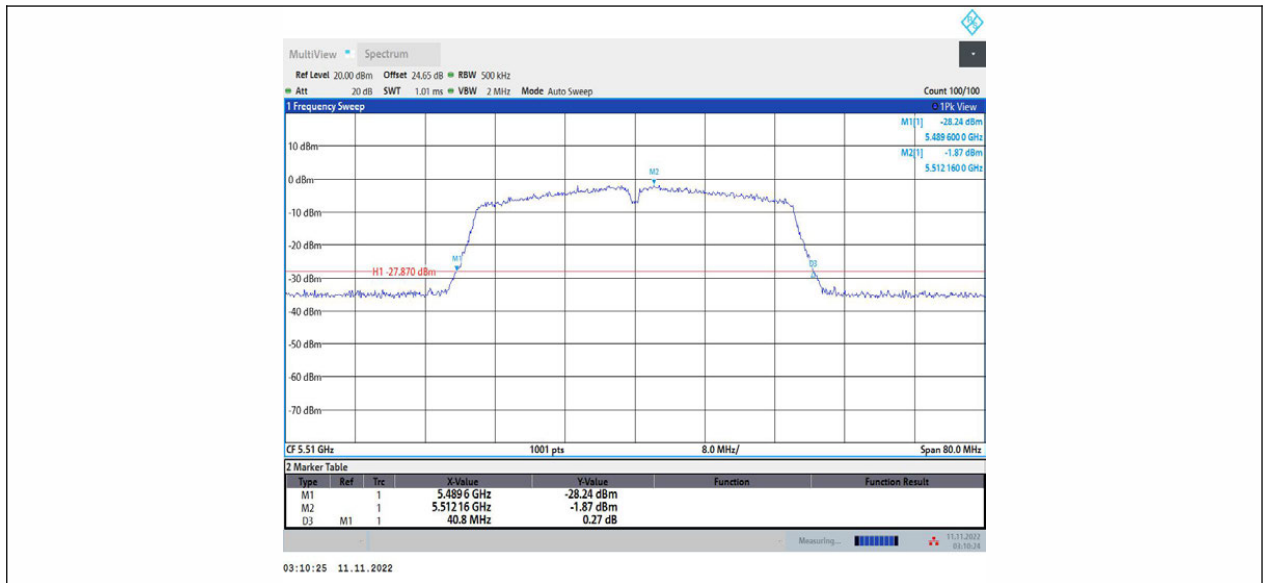 MultiView Spectrum
Ref Level 20.00 dBm Offset 24.65 dB RBW 500 kHz
Att 20 dB SWT 1.01 ms VBW 2 MHz Mode Auto Sweep Count 100/100
1 Frequency Sweep 1Pk View
M1[1] -28.24 dBm
5.489 600 0 GHz
10 dBm
M2[1] -1.87 dBm
5.512 160 0 GHz
M2
0 dBm
-10 dBm
-20 dBm
M1
D3
H1 -27.870 dBm
-30 dBm
-40 dBm
-50 dBm
-60 dBm
-70 dBm
CF 5.51 GHz 1001 pts 8.0 MHz/ Span 80.0 MHz
2 Marker Table
Type Ref Trc X-Value Y-Value Function Function Result
M1 1 5.4896 GHz -28.24 dBm
M2 1 5.51216 GHz -1.87 dBm
D3 M1 1 40.8 MHz 0.27 dB
Measuring... 11.11.2022
03:10:24
03:10:25 11.11.2022